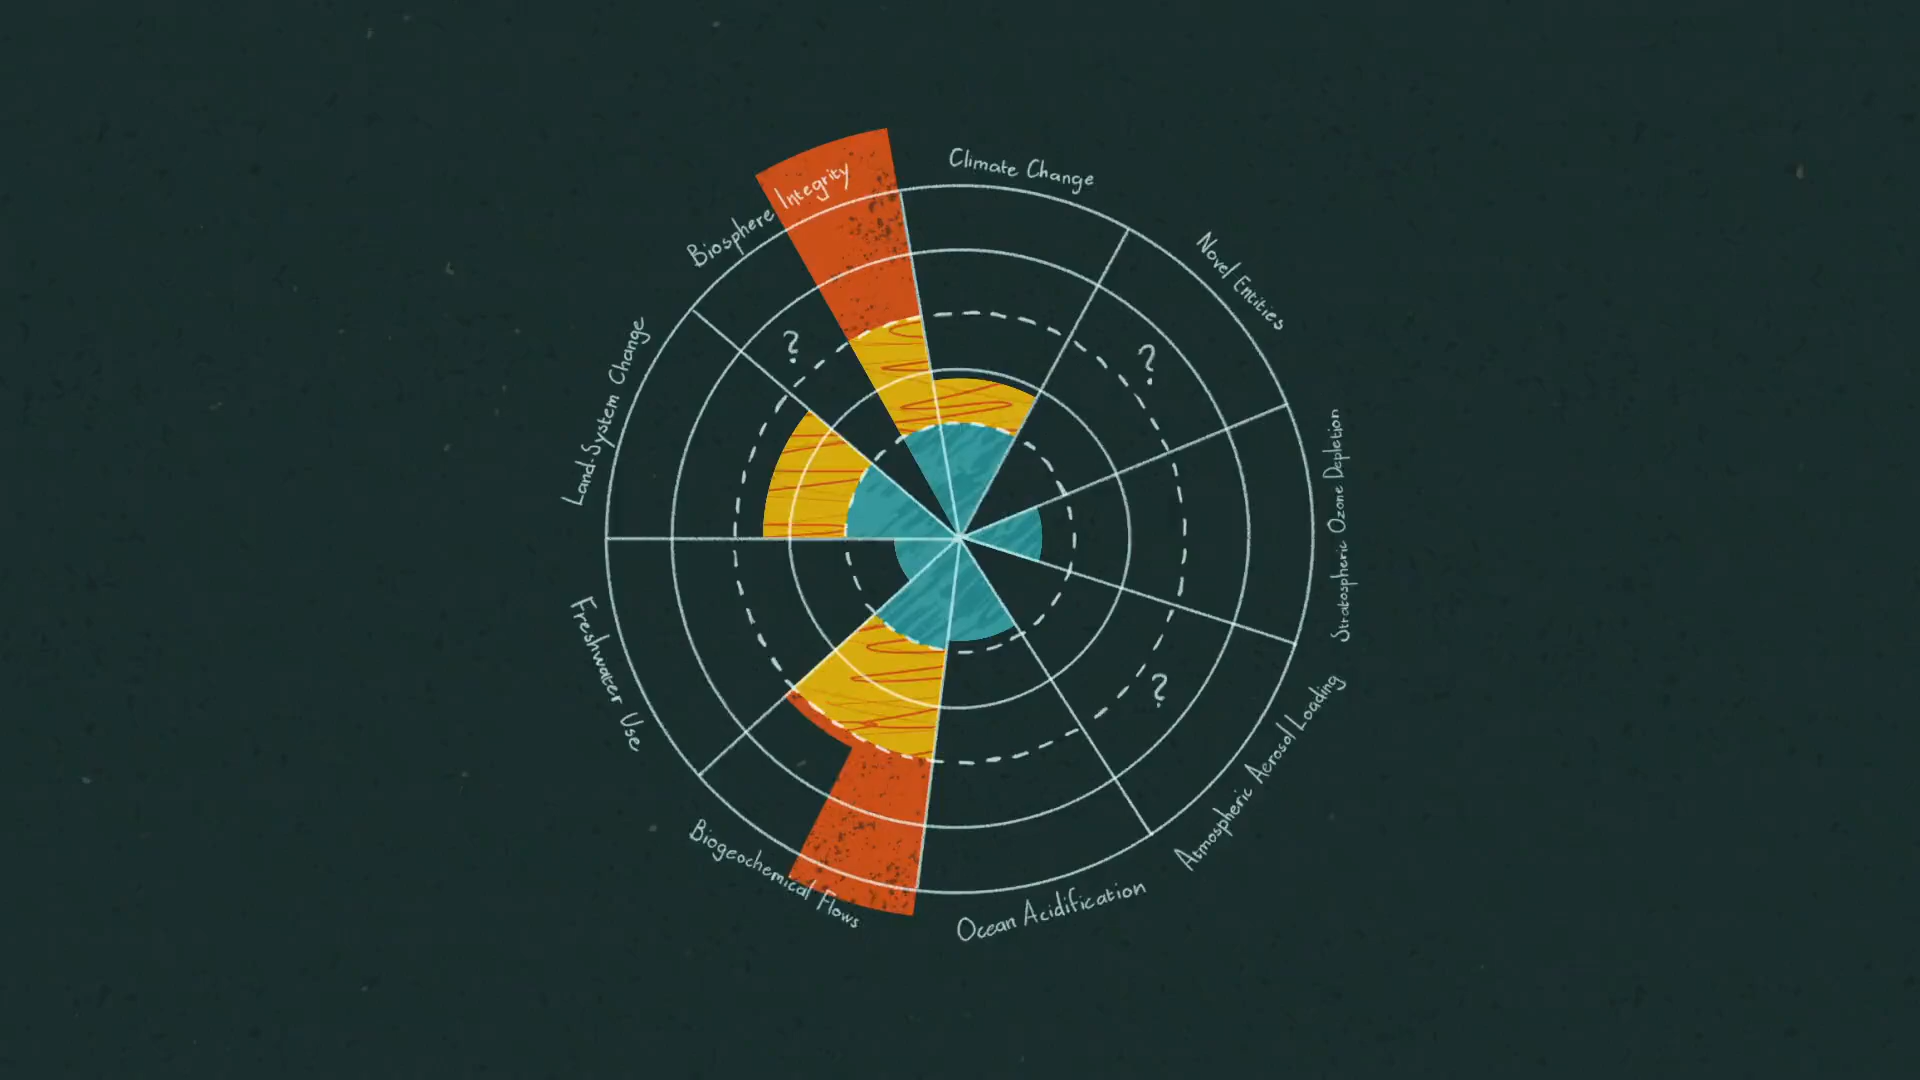 Climate Change
Novel Entities
Stratospheric Ozone Depletion
Atmospheric Aerosol Loading
Ocean Acidification
Biogeochemical Flows
Freshwater Use
Land-System Change
Biosphere Integrity
?
?
?